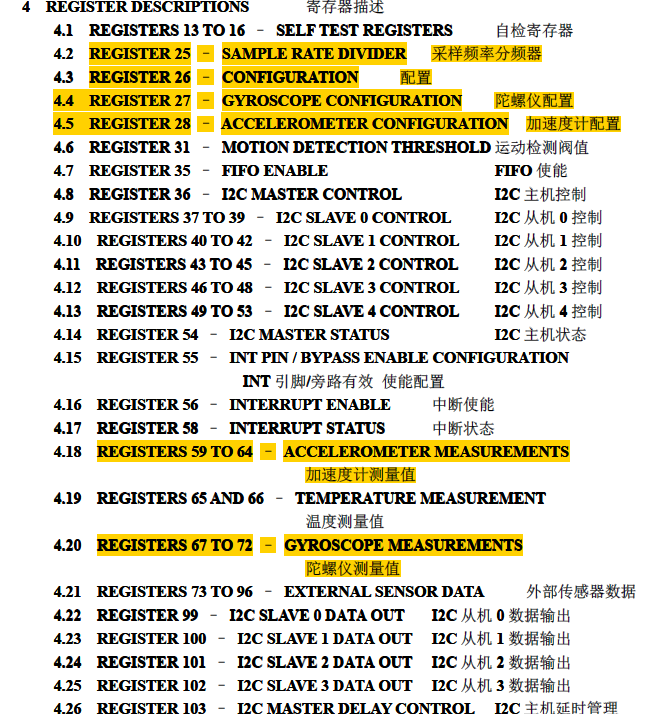 4 REGISTER DESCRIPTIONS 寄存器描述
4.1 REGISTERS 13 TO 16 – SELF TEST REGISTERS 自检寄存器
4.2 REGISTER 25 – SAMPLE RATE DIVIDER 采样频率分频器
4.3 REGISTER 26 – CONFIGURATION 配置
4.4 REGISTER 27 – GYROSCOPE CONFIGURATION 陀螺仪配置
4.5 REGISTER 28 – ACCELEROMETER CONFIGURATION 加速度计配置
4.6 REGISTER 31 – MOTION DETECTION THRESHOLD 运动检测阀值
4.7 REGISTER 35 – FIFO ENABLE FIFO 使能
4.8 REGISTER 36 – I2C MASTER CONTROL I2C 主机控制
4.9 REGISTERS 37 TO 39 – I2C SLAVE 0 CONTROL I2C 从机 0 控制
4.10 REGISTERS 40 TO 42 – I2C SLAVE 1 CONTROL I2C 从机 1 控制
4.11 REGISTERS 43 TO 45 – I2C SLAVE 2 CONTROL I2C 从机 2 控制
4.12 REGISTERS 46 TO 48 – I2C SLAVE 3 CONTROL I2C 从机 3 控制
4.13 REGISTERS 49 TO 53 – I2C SLAVE 4 CONTROL I2C 从机 4 控制
4.14 REGISTER 54 – I2C MASTER STATUS I2C 主机状态
4.15 REGISTER 55 – INT PIN / BYPASS ENABLE CONFIGURATION
INT 引脚/旁路有效 使能配置
4.16 REGISTER 56 – INTERRUPT ENABLE 中断使能
4.17 REGISTER 58 – INTERRUPT STATUS 中断状态
4.18 REGISTERS 59 TO 64 – ACCELEROMETER MEASUREMENTS
加速度计测量值
4.19 REGISTERS 65 AND 66 – TEMPERATURE MEASUREMENT
温度测量值
4.20 REGISTERS 67 TO 72 – GYROSCOPE MEASUREMENTS
陀螺仪测量值
4.21 REGISTERS 73 TO 96 – EXTERNAL SENSOR DATA 外部传感器数据
4.22 REGISTER 99 – I2C SLAVE 0 DATA OUT I2C 从机 0 数据输出
4.23 REGISTER 100 – I2C SLAVE 1 DATA OUT I2C 从机 1 数据输出
4.24 REGISTER 101 – I2C SLAVE 2 DATA OUT I2C 从机 2 数据输出
4.25 REGISTER 102 – I2C SLAVE 3 DATA OUT I2C 从机 3 数据输出
4.26 REGISTER 103 – I2C MASTER DELAY CONTROL I2C 主机延时管理